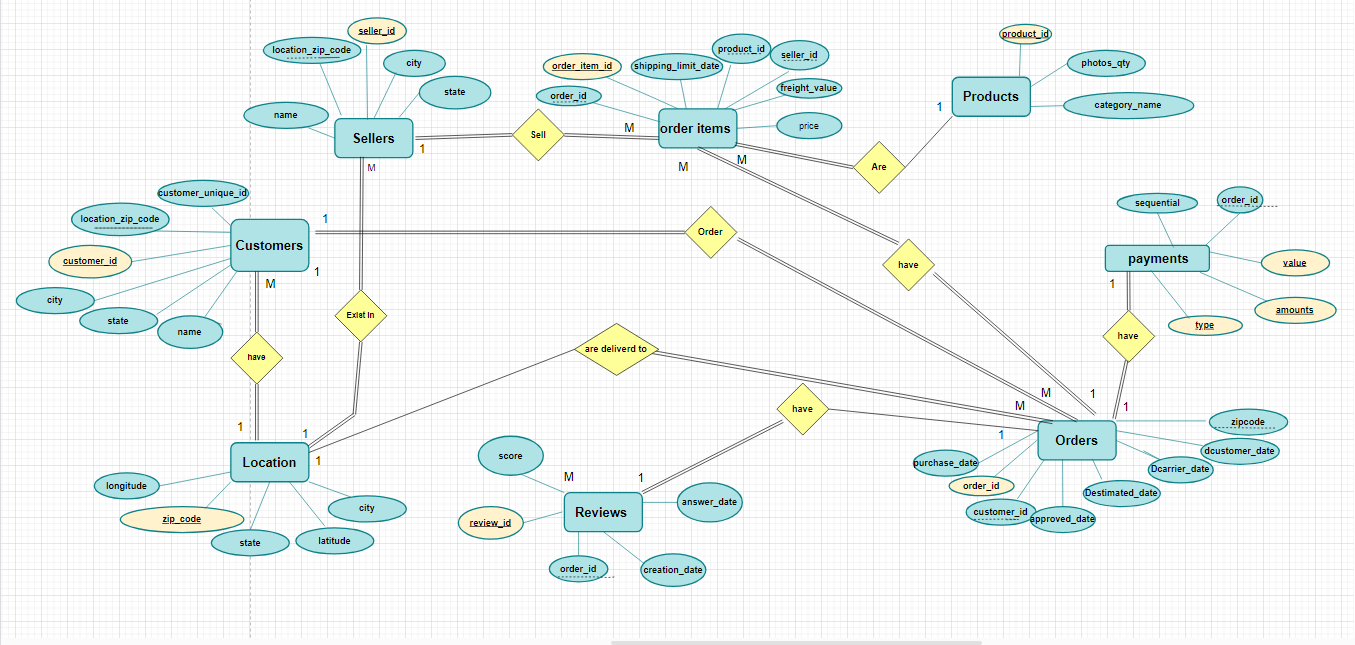 seller_id
product_id
location_zip_code
product_id
seller_id
city
order_item_id
shipping_limit_date
photos_qty
state
order_id
freight_value
Products
1
category_name
name
Sellers
Sell
M
order items
price
1
M
M
M
Are
customer_unique_id
location_zip_code
1
sequential
order_id
Customers
Order
customer_id
1
have
payments
value
M
1
city
state
name
Exist in
type
amounts
have
have
are deliverd to
M
1
M
1
have
1
1
1
1
zipcode
Orders
Location
score
purchase_date
dcustomer_date
Dcarrier_date
longitude
M
1
order_id
Destimated_date
zip_code
city
review_id
Reviews
answer_date
customer_id
approved_date
state
latitude
order_id
creation_date